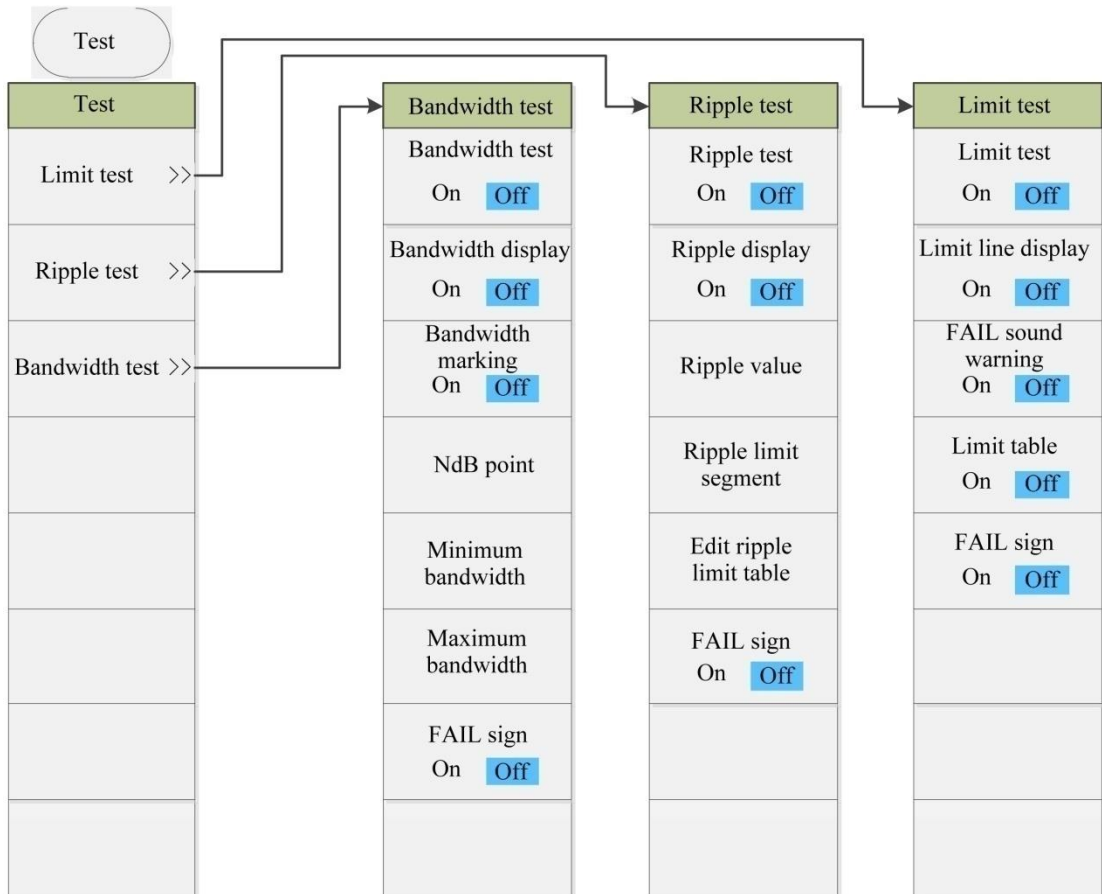 Test
Test
Limit test >>
Ripple test >>
Bandwidth test >>
Bandwidth test
Bandwidth test
On Off
Bandwidth display
On Off
Bandwidth
marking
On Off
NdB point
Minimum
bandwidth
Maximum
bandwidth
FAIL sign
On Off
Ripple test
Ripple test
On Off
Ripple display
On Off
Ripple value
Ripple limit
segment
Edit ripple
limit table
FAIL sign
On Off
Limit test
Limit test
On Off
Limit line display
On Off
FAIL sound
warning
On Off
Limit table
On Off
FAIL sign
On Off